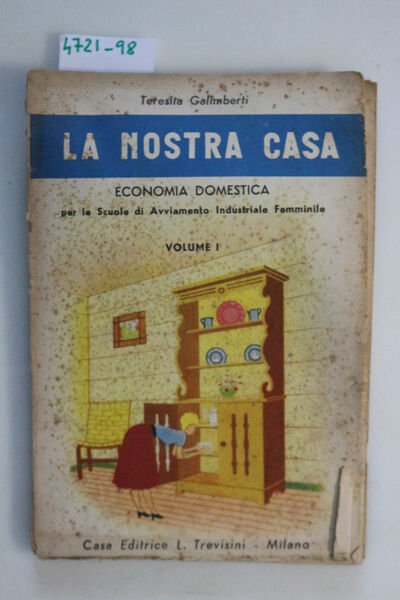 4721-98
Teresita Galimberti
LA NOSTRA CASA
ECONOMIA DOMESTICA
per le Scuole di Avviamento Industriale Femminile
VOLUME I
Casa Editrice L. Trevisini - Milano